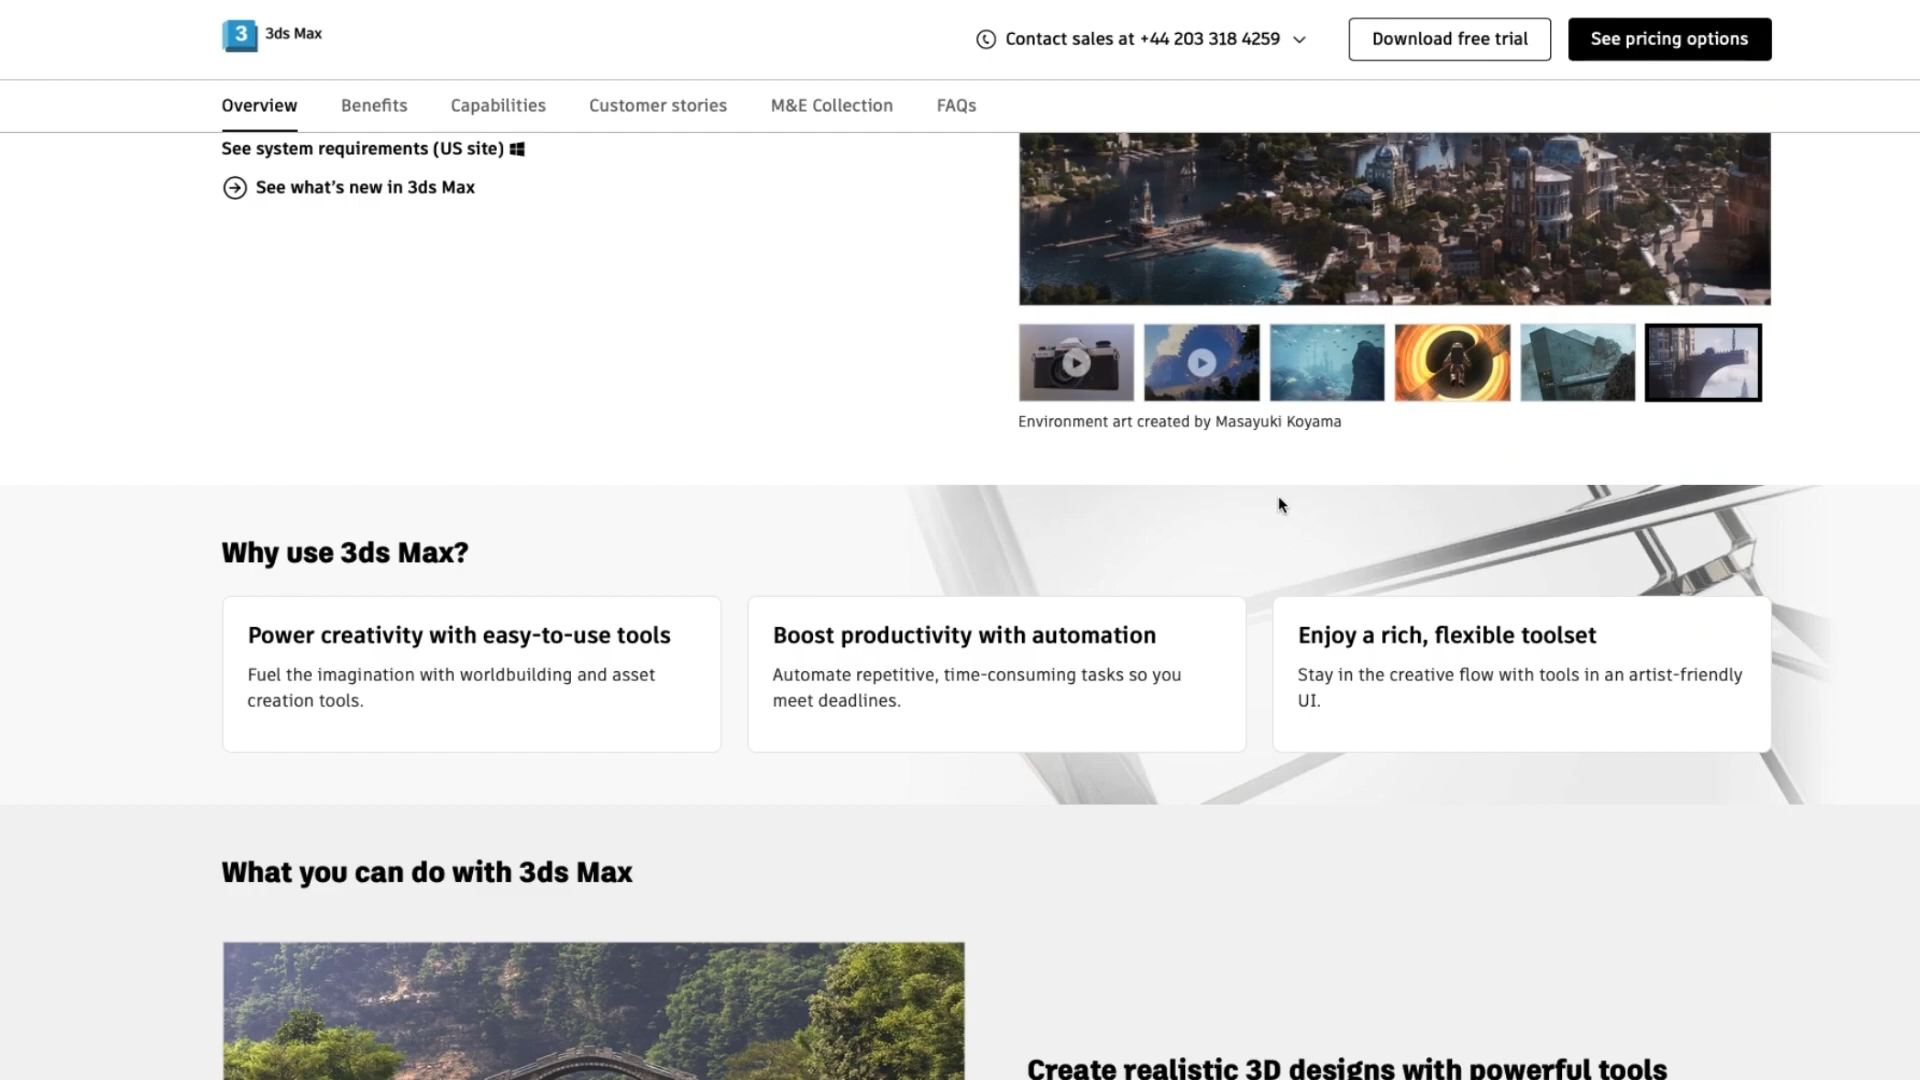 3 3ds Max
Contact sales at +44 203 318 4259
Download free trial
See pricing options
Overview
Benefits
Capabilities
Customer stories
M&E Collection
FAQs
See system requirements (US site)
See what's new in 3ds Max
Environment art created by Masayuki Koyama
Why use 3ds Max?
Power creativity with easy-to-use tools
Fuel the imagination with worldbuilding and asset
creation tools.
Boost productivity with automation
Automate repetitive, time-consuming tasks so you
meet deadlines.
Enjoy a rich, flexible toolset
Stay in the creative flow with tools in an artist-friendly
UI.
What you can do with 3ds Max
Create realistic 3D designs with powerful tools